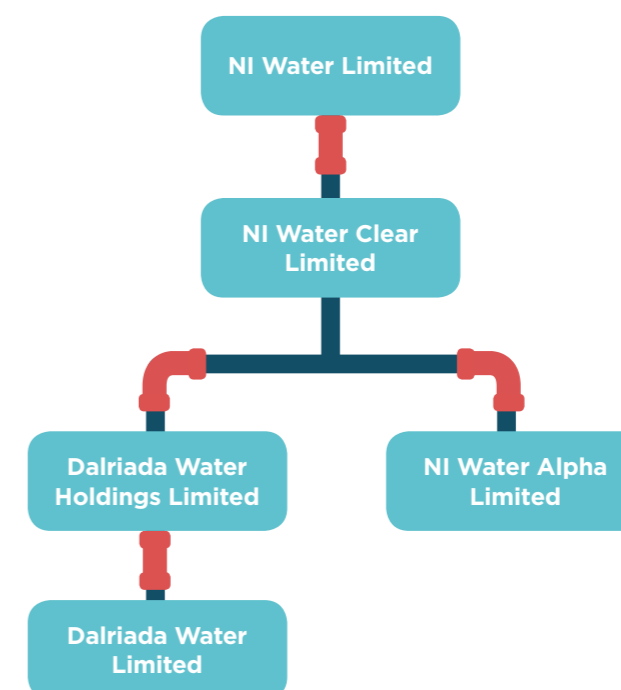 NI Water Limited
NI Water Clear
Limited
Dalriada Water
Holdings Limited
NI Water Alpha
Limited
Dalriada Water
Limited